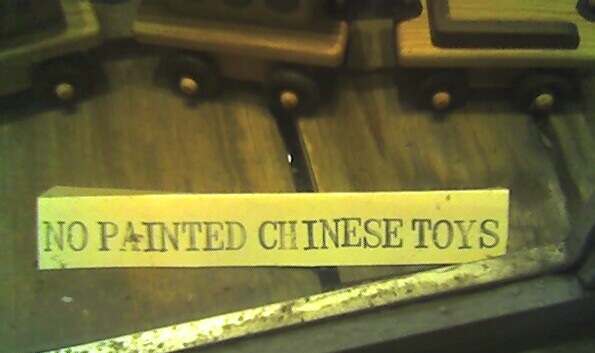 NO PAINTED CHINESE TOYS